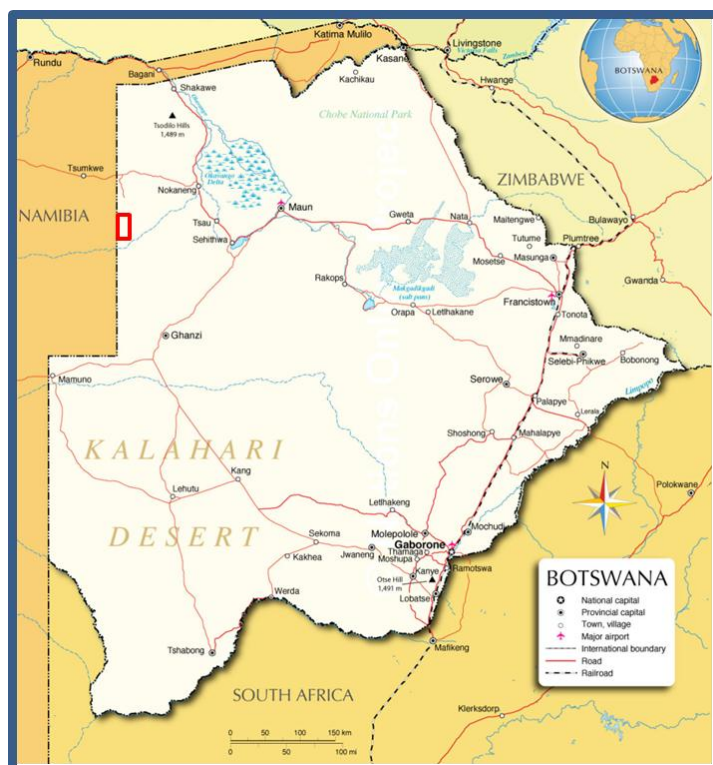 Katima Mulilo
Rundu
Livingstone
Victoria Falls
Zambezi
Kasane
Bagani
Kachikau
Hwange
BOTSWANA
Shakawe
Okavango
Tsodilo Hills
1,489 m
Chobe National Park
Tsumkwe
Okavango
Delta
ZIMBABWE
Nokaneng
NAMIBIA
Maun
Tsau
Gweta
Nata
Maitengwe
Bulawayo
Sehithwa
Tutume
Plumtree
Mosetse
Masunga
Rakops
Makgadikgadi
(salt pans)
Gwanda
Francistown
Orapa
Letlhakane
Tonota
Ghanzi
Mmadinare
Selebi-Phikwe
Bobonong
Mamuno
Serowe
Limpopo
Palapye
Lerala
KALAHARI
Shoshong
Mahalapye
Kang
Lehutu
Polokwane
N
Letlhakeng
DESERT
Molepolole
Mochudi
Sekoma
Gaborone
Jwaneng
Thamaga
Kakhea
Moshupa
Kanye
Ramotswa
Otse Hill
1,491 m
Werda
Lobatse
BOTSWANA
National capital
Provincial capital
Town, village
Major airport
International boundary
Road
Railroad
Tshabong
Mafikeng
SOUTH AFRICA
Klerksdorp
0 50 100 150 km
0 50 100 mi